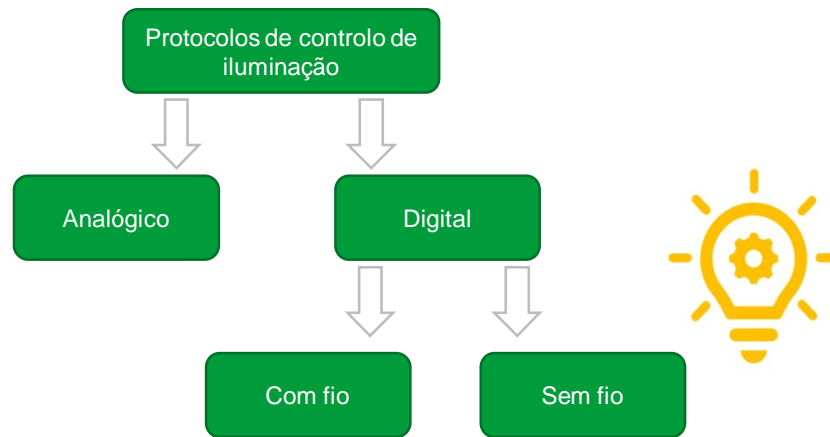 Protocolos de controlo de
iluminação
Analógico
Digital
Com fio
Sem fio